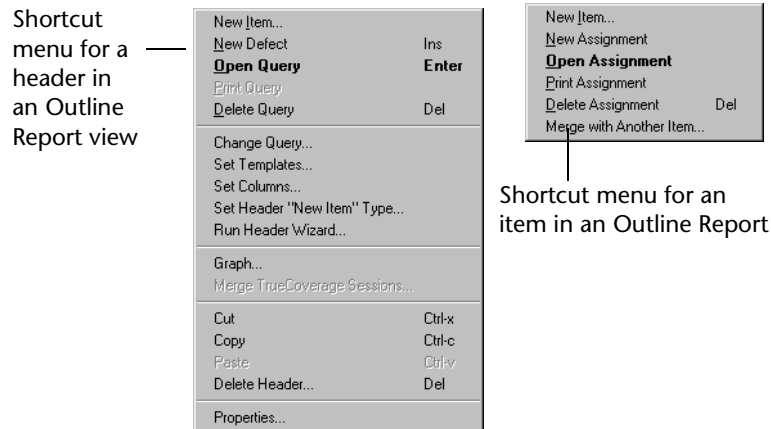 Shortcut
menu for a
header in
an Outline
Report view
New Item...
New Defect Ins
Open Query Enter
Print Query
Delete Query Del
Change Query...
Set Templates...
Set Columns...
Set Header "New Item" Type...
Run Header Wizard...
Graph...
Merge TrueCoverage Sessions...
Cut Ctrl-x
Copy Ctrl-c
Paste Ctrl-v
Delete Header... Del
Properties...
New Item...
New Assignment
Open Assignment
Print Assignment
Delete Assignment Del
Merge with Another Item...
Shortcut menu for an
item in an Outline Report